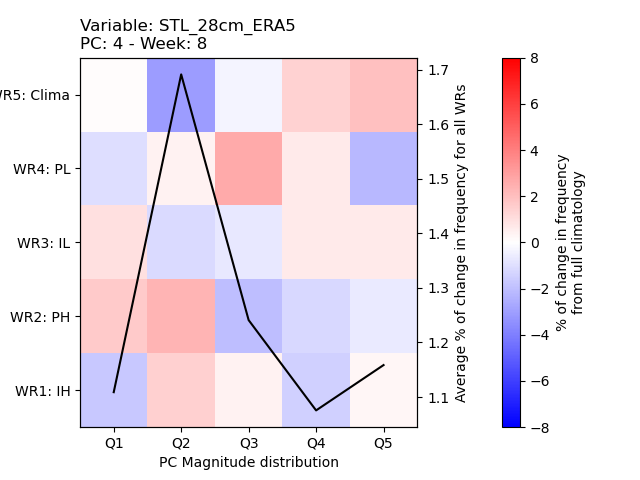 Variable: STL_28cm_ERA5
PC: 4 - Week: 8
WR5: Clima
WR4: PL
WR3: IL
WR2: PH
WR1: IH
Q1 Q2 Q3 Q4 Q5
PC Magnitude distribution
1.7
1.6
1.5
1.4
1.3
1.2
1.1
Average % of change in frequency for all WRs
8
6
4
2
0
−2
−4
−6
−8
% of change in frequency
from full climatology